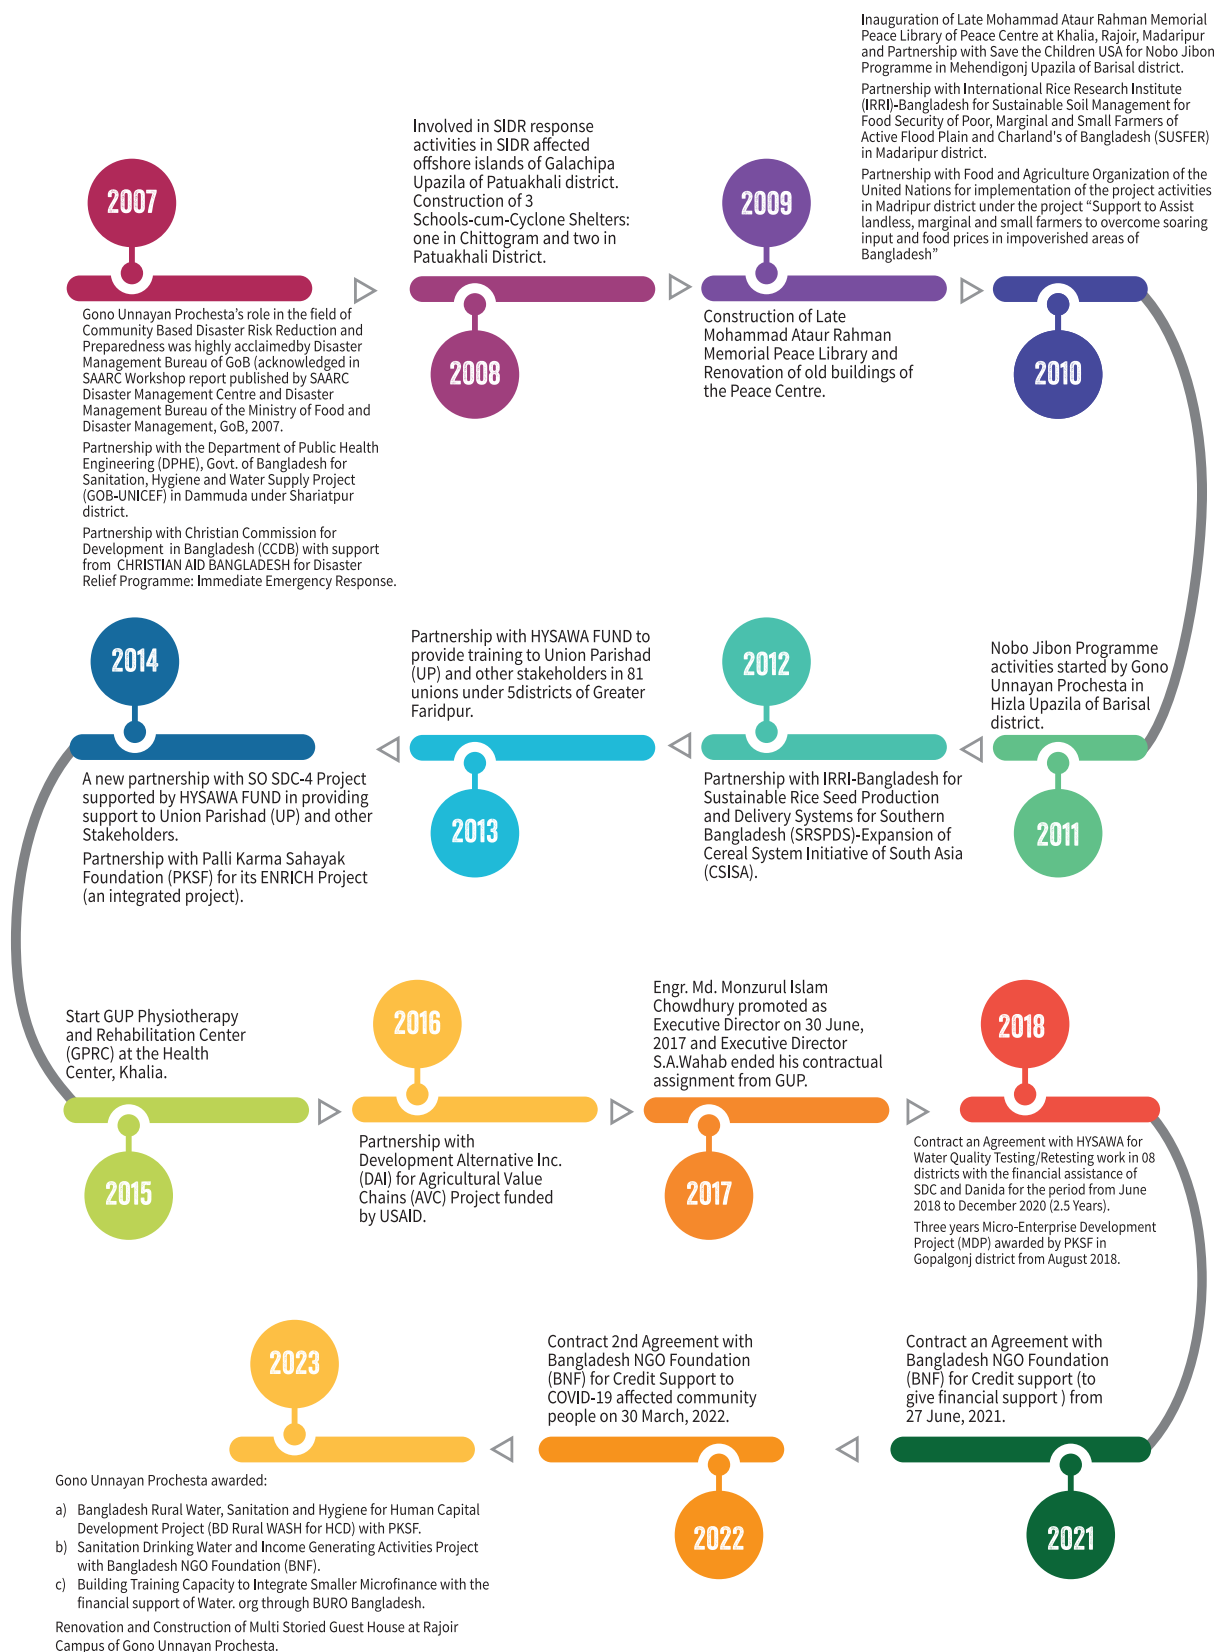 2007
Gono Unnayan Prochesta's role in the field of
Community Based Disaster Risk Reduction and
Preparedness was highly acclaimedby Disaster
Management Bureau of GoB (acknowledged in
SAARC Workshop report published by SAARC
Disaster Management Centre and Disaster
Management Bureau of the Ministry of Food and
Disaster Management, GoB, 2007.
Partnership with the Department of Public Health
Engineering (DPHE), Govt. of Bangladesh for
Sanitation, Hygiene and Water Supply Project
(GOB-UNICEF) in Dammuda under Shariatpur
district.
Partnership with Christian Commission for
Development in Bangladesh (CCDB) with support
from CHRISTIAN AID BANGLADESH for Disaster
Relief Programme: Immediate Emergency Response.
Involved in SIDR response
activities in SIDR affected
offshore islands of Galachipa
Upazila of Patuakhali district.
Construction of 3
Schools-cum-Cyclone Shelters:
one in Chittogram and two in
Patuakhali District.
2008
2009
Construction of Late
Mohammad Ataur Rahman
Memorial Peace Library and
Renovation of old buildings of
the Peace Centre.
Inauguration of Late Mohammad Ataur Rahman Memorial
Peace Library of Peace Centre at Khalia, Rajoir, Madaripur
and Partnership with Save the Children USA for Nobo Jibon
Programme in Mehendigonj Upazila of Barisal district.
Partnership with International Rice Research Institute
(IRRI)-Bangladesh for Sustainable Soil Management for
Food Security of Poor, Marginal and Small Farmers of
Active Flood Plain and Charland's of Bangladesh (SUSFER)
in Madaripur district.
Partnership with Food and Agriculture Organization of the
United Nations for implementation of the project activities
in Madripur district under the project “Support to Assist
landless, marginal and small farmers to overcome soaring
input and food prices in impoverished areas of
Bangladesh”
2010
Nobo Jibon Programme
activities started by Gono
Unnayan Prochesta in
Hizla Upazila of Barisal
district.
2011
2012
Partnership with IRRI-Bangladesh for
Sustainable Rice Seed Production
and Delivery Systems for Southern
Bangladesh (SRSPDS)-Expansion of
Cereal System Initiative of South Asia
(CSISA).
Partnership with HYSAWA FUND to
provide training to Union Parishad
(UP) and other stakeholders in 81
unions under 5districts of Greater
Faridpur.
2013
2014
A new partnership with SO SDC-4 Project
supported by HYSAWA FUND in providing
support to Union Parishad (UP) and other
Stakeholders.
Partnership with Palli Karma Sahayak
Foundation (PKSF) for its ENRICH Project
(an integrated project).
Start GUP Physiotherapy
and Rehabilitation Center
(GPRC) at the Health
Center, Khalia.
2015
2016
Partnership with
Development Alternative Inc.
(DAI) for Agricultural Value
Chains (AVC) Project funded
by USAID.
Engr. Md. Monzurul Islam
Chowdhury promoted as
Executive Director on 30 June,
2017 and Executive Director
S.A.Wahab ended his contractual
assignment from GUP.
2017
2018
Contract an Agreement with HYSAWA for
Water Quality Testing/Retesting work in 08
districts with the financial assistance of
SDC and Danida for the period from June
2018 to December 2020 (2.5 Years).
Three years Micro-Enterprise Development
Project (MDP) awarded by PKSF in
Gopalgonj district from August 2018.
Contract an Agreement with
Bangladesh NGO Foundation
(BNF) for Credit support (to
give financial support ) from
27 June, 2021.
2021
Contract 2nd Agreement with
Bangladesh NGO Foundation
(BNF) for Credit Support to
COVID-19 affected community
people on 30 March, 2022.
2022
2023
Gono Unnayan Prochesta awarded:
a) Bangladesh Rural Water, Sanitation and Hygiene for Human Capital
Development Project (BD Rural WASH for HCD) with PKSF.
b) Sanitation Drinking Water and Income Generating Activities Project
with Bangladesh NGO Foundation (BNF).
c) Building Training Capacity to Integrate Smaller Microfinance with the
financial support of Water. org through BURO Bangladesh.
Renovation and Construction of Multi Storied Guest House at Rajoir
Campus of Gono Unnayan Prochesta.